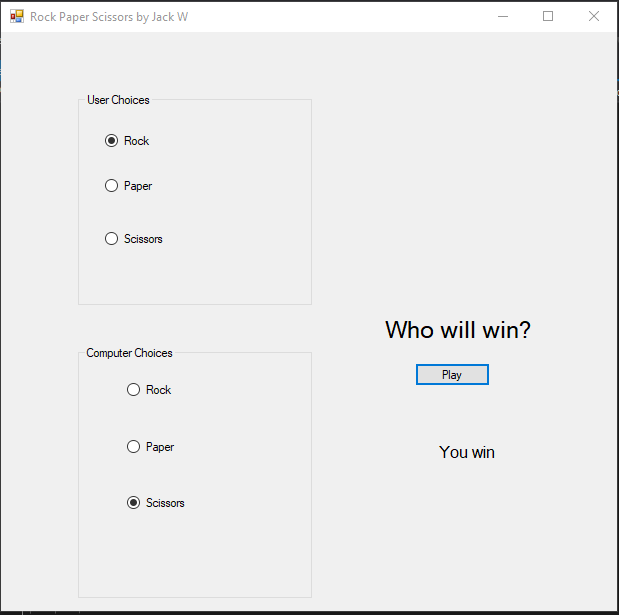 Rock Paper Scissors by Jack W
User Choices
Rock
Paper
Scissors
Who will win?
Computer Choices
Play
Rock
Paper
You win
Scissors